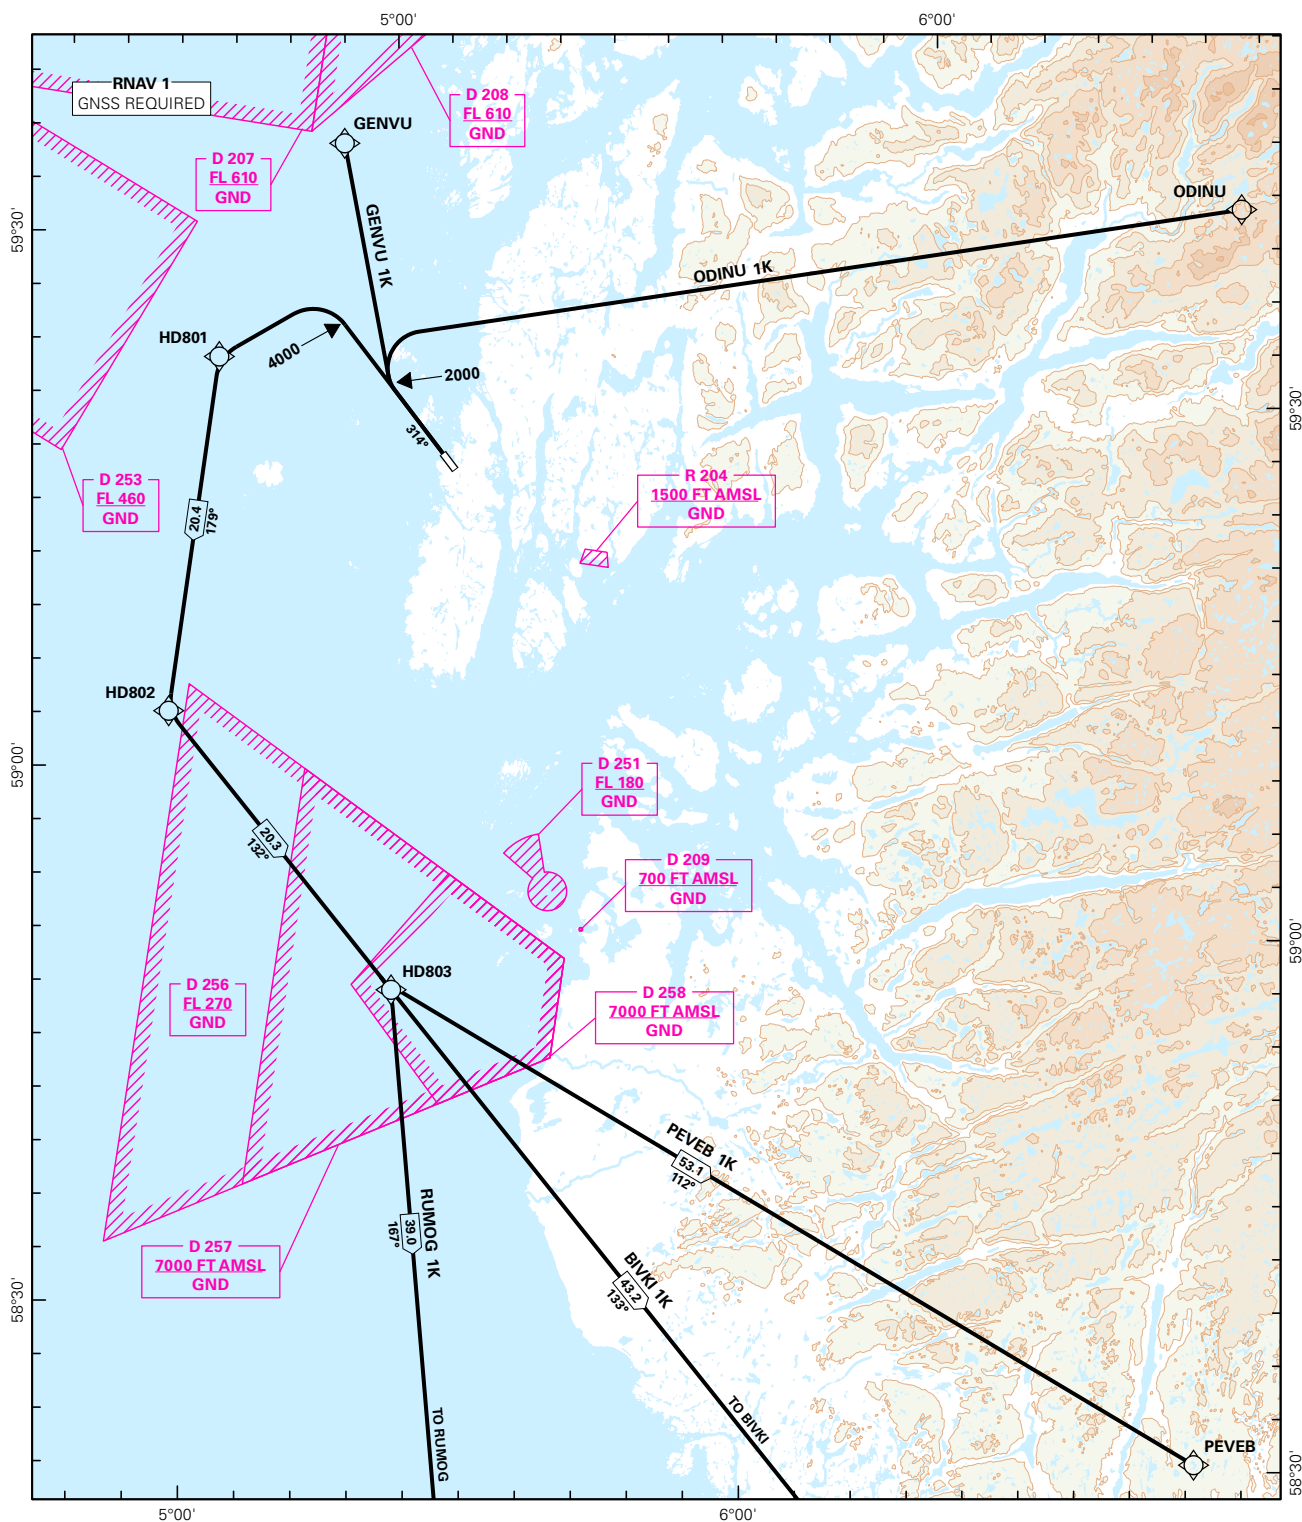 5°00'
6°00'
RNAV 1
GNSS REQUIRED
D 208
FL 610
GND
GENVU
D 207
FL 610
GND
ODINU
59°30'
GENVU 1K
ODINU 1K
HD801
4000
2000
59°30'
314°
D 253
FL 460
GND
R 204
1500 FT AMSL
GND
20.4
179°
HD802
59°00'
D 251
FL 180
GND
20.3
132°
D 209
700 FT AMSL
GND
59°00'
HD803
D 256
FL 270
GND
D 258
7000 FT AMSL
GND
PEVEB 1K
53.1
112°
RUMOG 1K
39.0
167°
D 257
7000 FT AMSL
GND
BIVKI 1K
43.2
133°
58°30'
TO RUMOG
TO BIVKI
PEVEB
58°30'
5°00'
6°00'